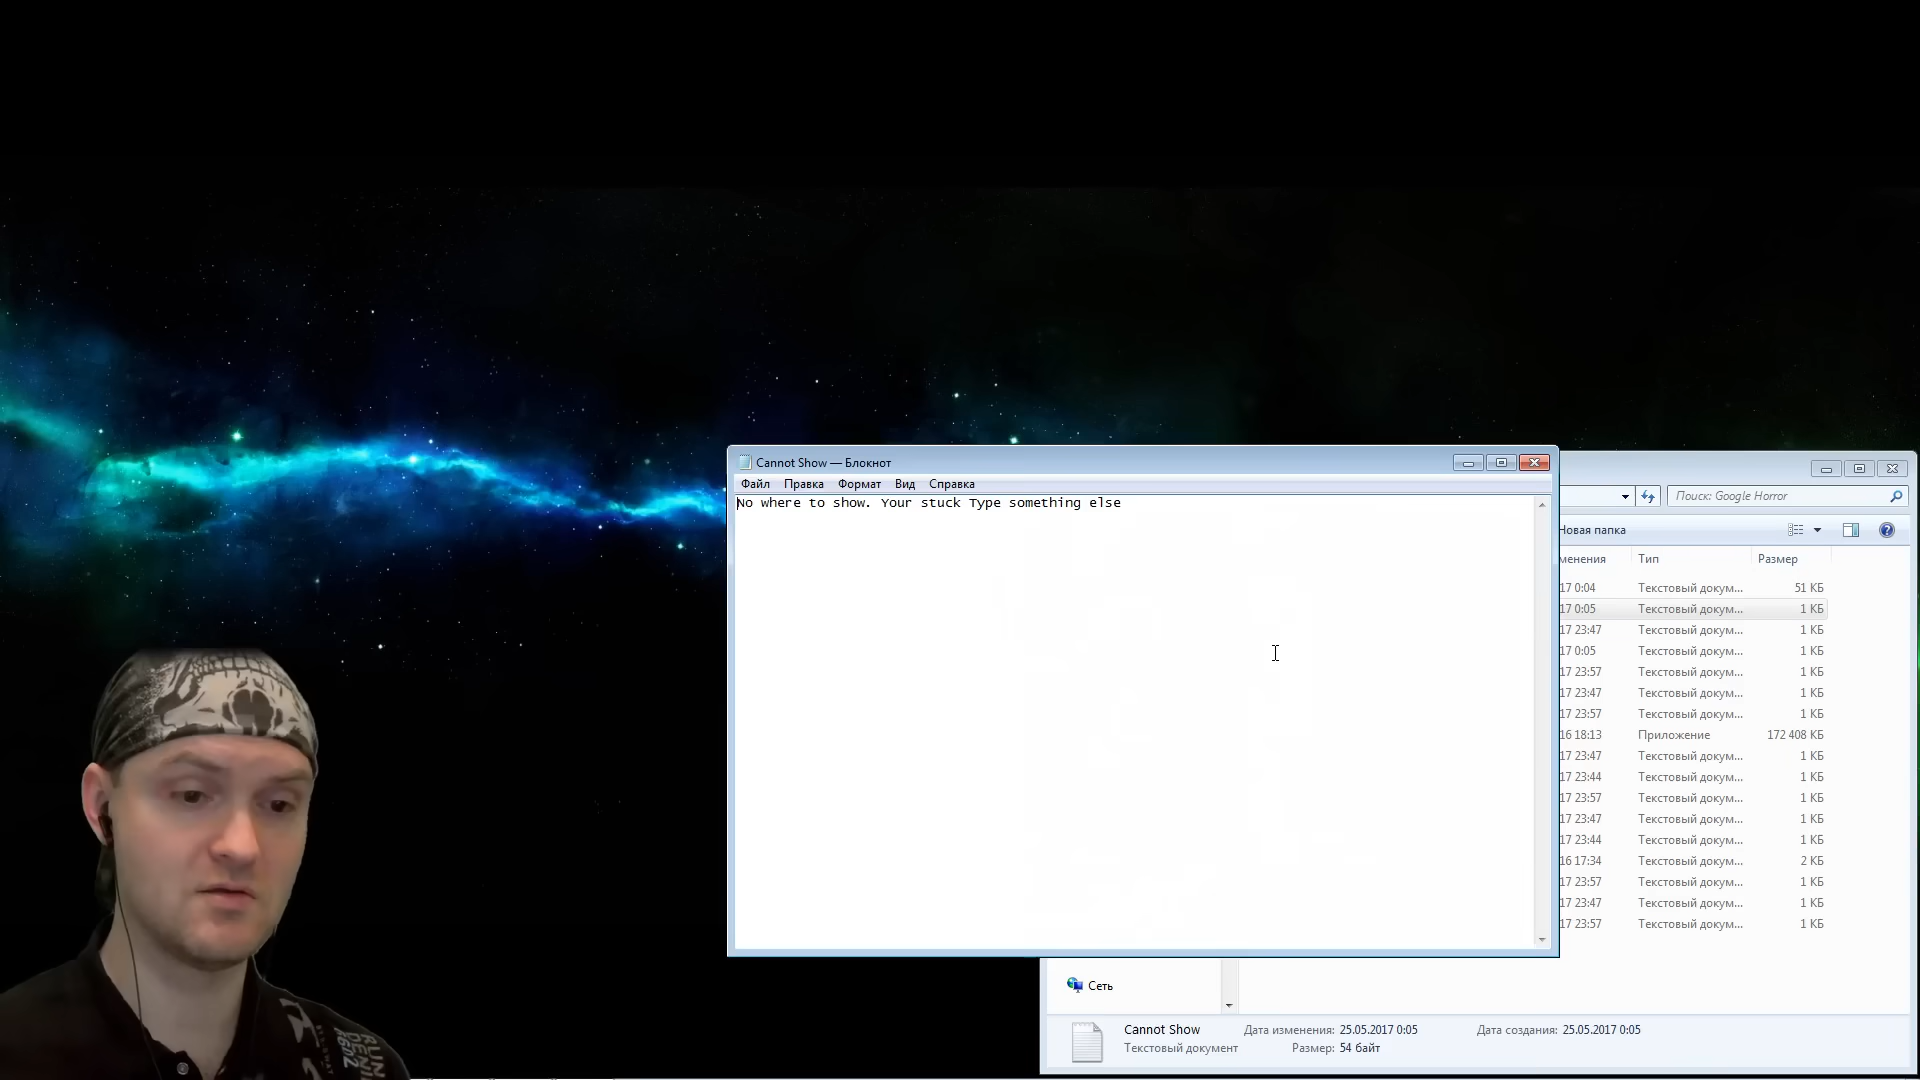 Cannot Show — Блокнот
Файл Правка Формат Вид Справка
No where to show. Your stuck Type something else
Поиск: Google Horror
Новая папка
менения Тип Размер
17 0:04 Текстовый докум... 51 КБ
17 0:05 Текстовый докум... 1 КБ
17 23:47 Текстовый докум... 1 КБ
17 0:05 Текстовый докум... 1 КБ
17 23:57 Текстовый докум... 1 КБ
17 23:47 Текстовый докум... 1 КБ
17 23:57 Текстовый докум... 1 КБ
16 18:13 Приложение 172 408 КБ
17 23:47 Текстовый докум... 1 КБ
17 23:44 Текстовый докум... 1 КБ
17 23:57 Текстовый докум... 1 КБ
17 23:47 Текстовый докум... 1 КБ
17 23:44 Текстовый докум... 1 КБ
16 17:34 Текстовый докум... 2 КБ
17 23:57 Текстовый докум... 1 КБ
17 23:47 Текстовый докум... 1 КБ
17 23:57 Текстовый докум... 1 КБ
Сеть
Cannot Show Дата изменения: 25.05.2017 0:05 Дата создания: 25.05.2017 0:05
Текстовый документ Размер: 54 байт